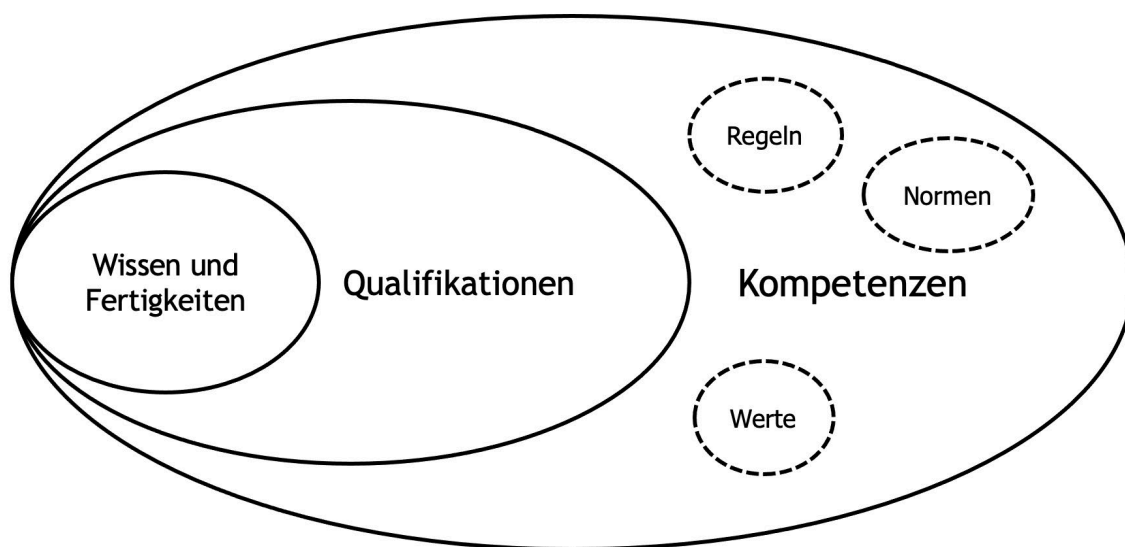 Regeln
Normen
Wissen und
Fertigkeiten
Qualifikationen
Kompetenzen
Werte